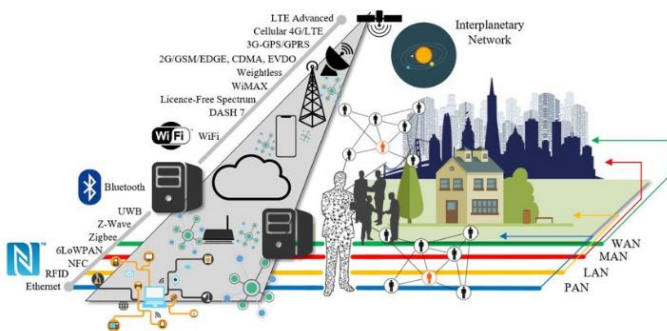 LTE Advanced
Cellular 4G/LTE
3G-GPS/GPRS
2G/GSM/EDGE, CDMA, EVDO
Weightless
WiMAX
Licence-Free Spectrum
DASH 7
WiFi WiFi
Bluetooth
UWB
Z-Wave
Zigbee
6LoWPAN
N
NFC
RFID
Ethernet
Interplanetary
Network
WAN
MAN
LAN
PAN